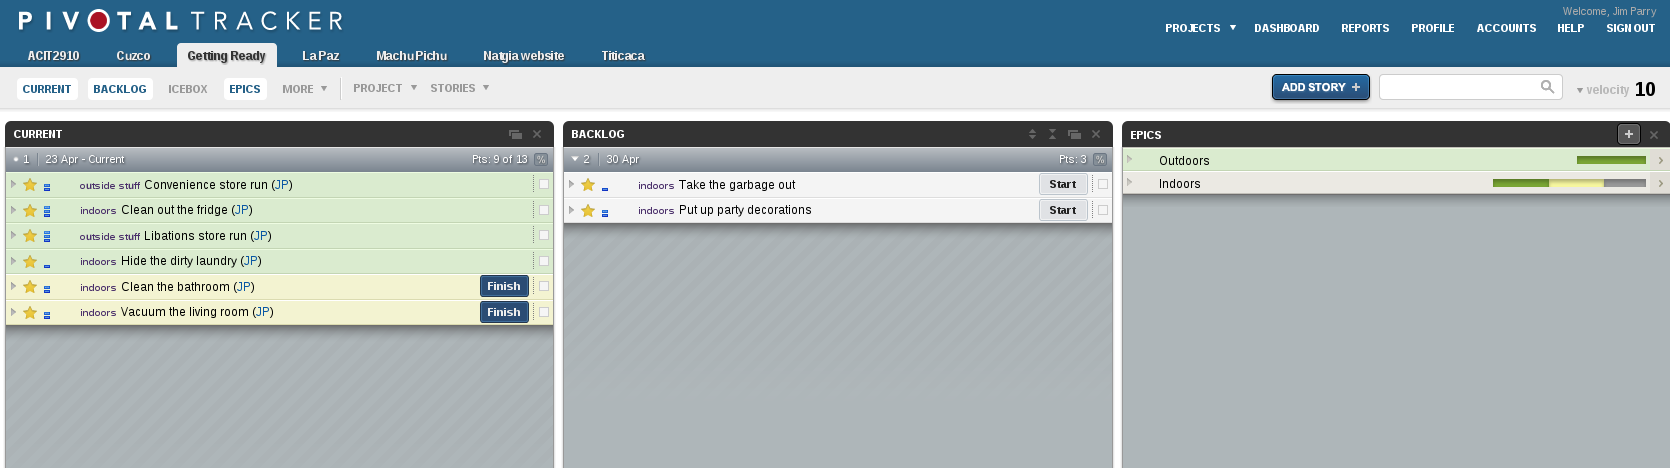 PIVOTAL TRACKER
Welcome, Jim Parry
PROJECTS DASHBOARD REPORTS PROFILE ACCOUNTS HELP SIGN OUT
ACIT2910 Cuzco Getting Ready La Paz Machu Pichu Natgia website Titicaca
CURRENT BACKLOG ICEBOX EPICS MORE PROJECT STORIES ADD STORY + velocity 10
CURRENT
1 23 Apr - Current Pts: 9 of 13 %
outside stuff Convenience store run (JP)
indoors Clean out the fridge (JP)
outside stuff Libations store run (JP)
indoors Hide the dirty laundry (JP)
indoors Clean the bathroom (JP) Finish
indoors Vacuum the living room (JP) Finish
BACKLOG
2 30 Apr Pts: 3 %
indoors Take the garbage out Start
indoors Put up party decorations Start
EPICS +
Outdoors
Indoors